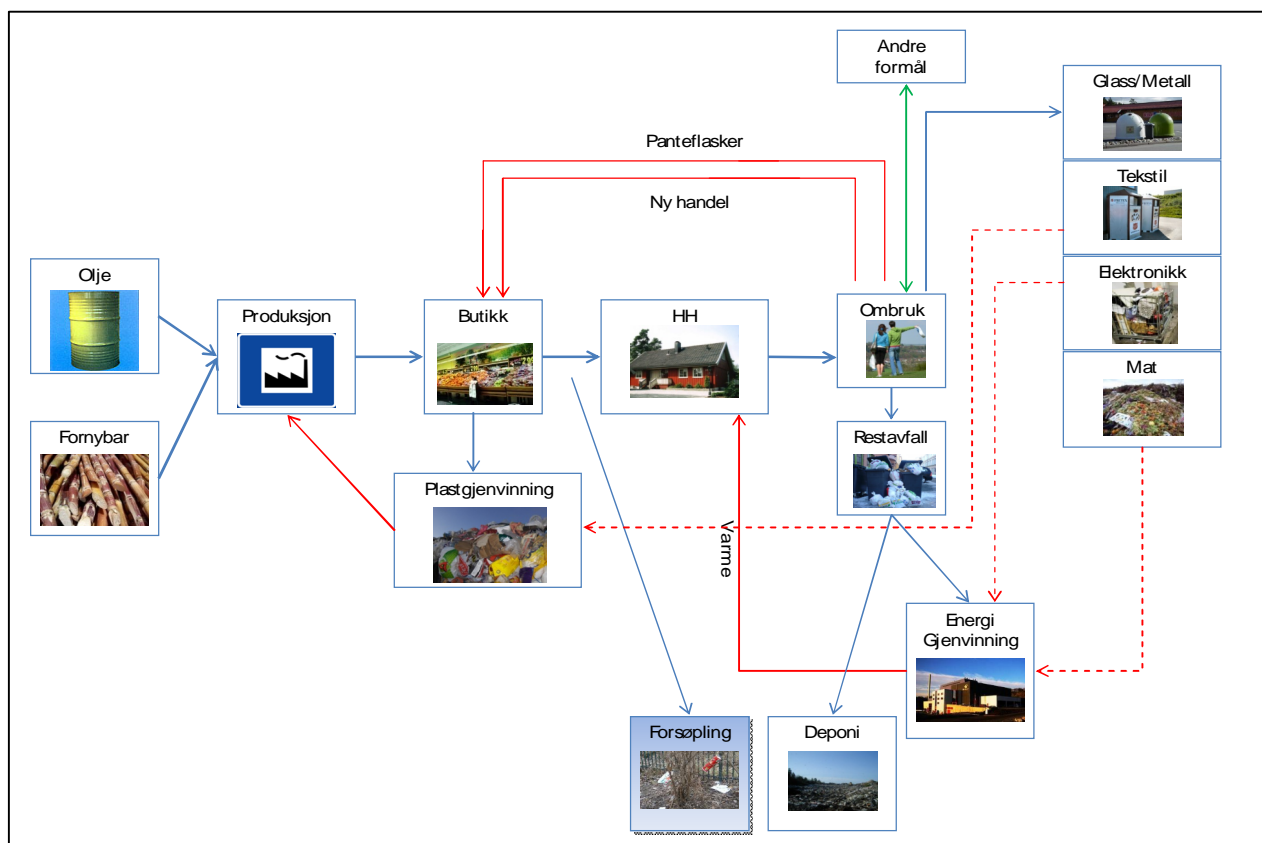 Andre
formål
Glass/Metall
Panteflasker
Tekstil
Ny handel
Olje
Elektronikk
Produksjon
Butikk
HH
Ombruk
Mat
Fornybar
Restavfall
Plastgjenvinning
Varme
Energi
Gjenvinning
Forsøpling
Deponi